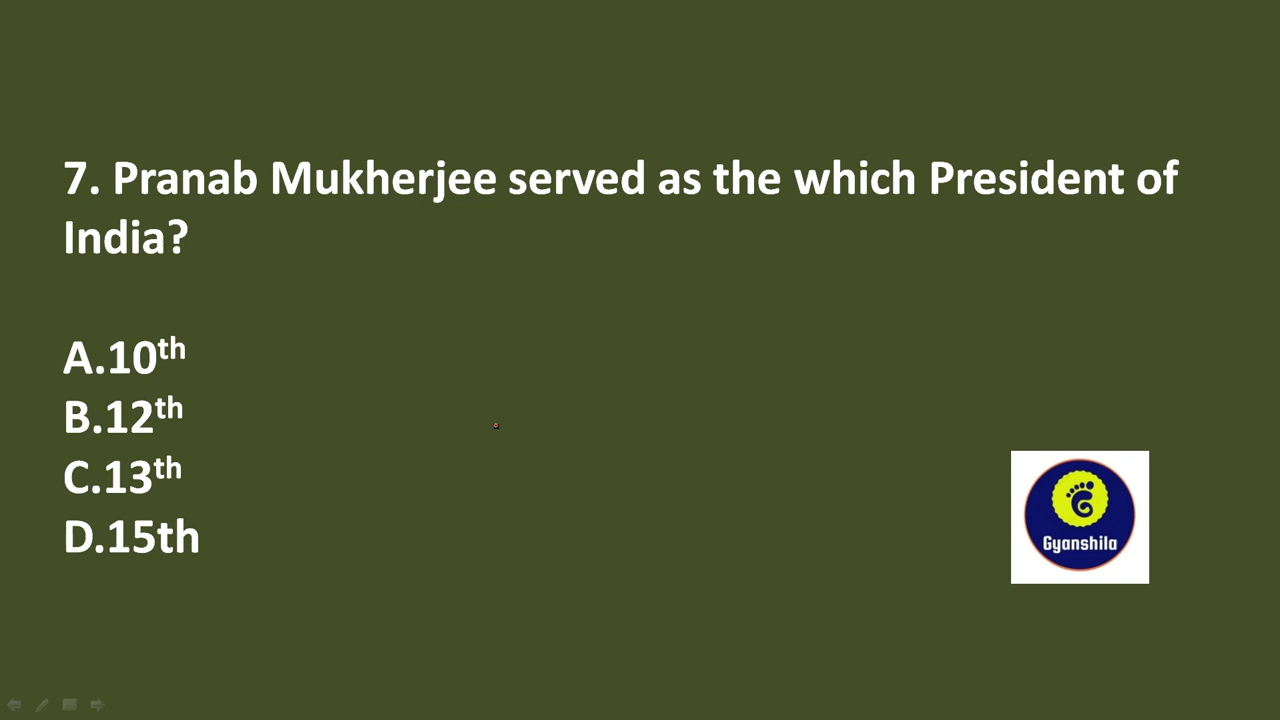 7. Pranab Mukherjee served as the which President of
India?
A.10th
B.12th
C.13th
D.15th
Gyanshila